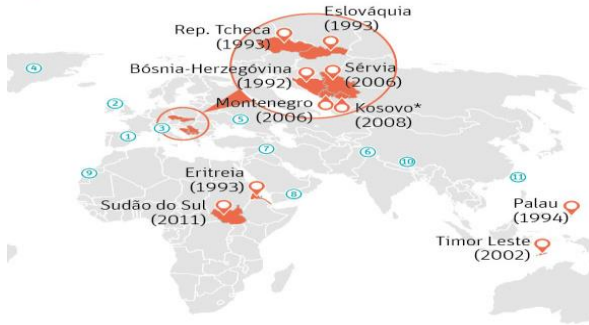 Eslováquia
(1993)
Rep. Tcheca
(1993)
Bósnia-Herzegóvina
(1992)
Sérvia
(2006)
Montenegro
(2006)
Kosovo*
(2008)
4
2
1
3
5
7
6
10
11
9
8
Eritreia
(1993)
Sudão do Sul
(2011)
Palau
(1994)
Timor Leste
(2002)